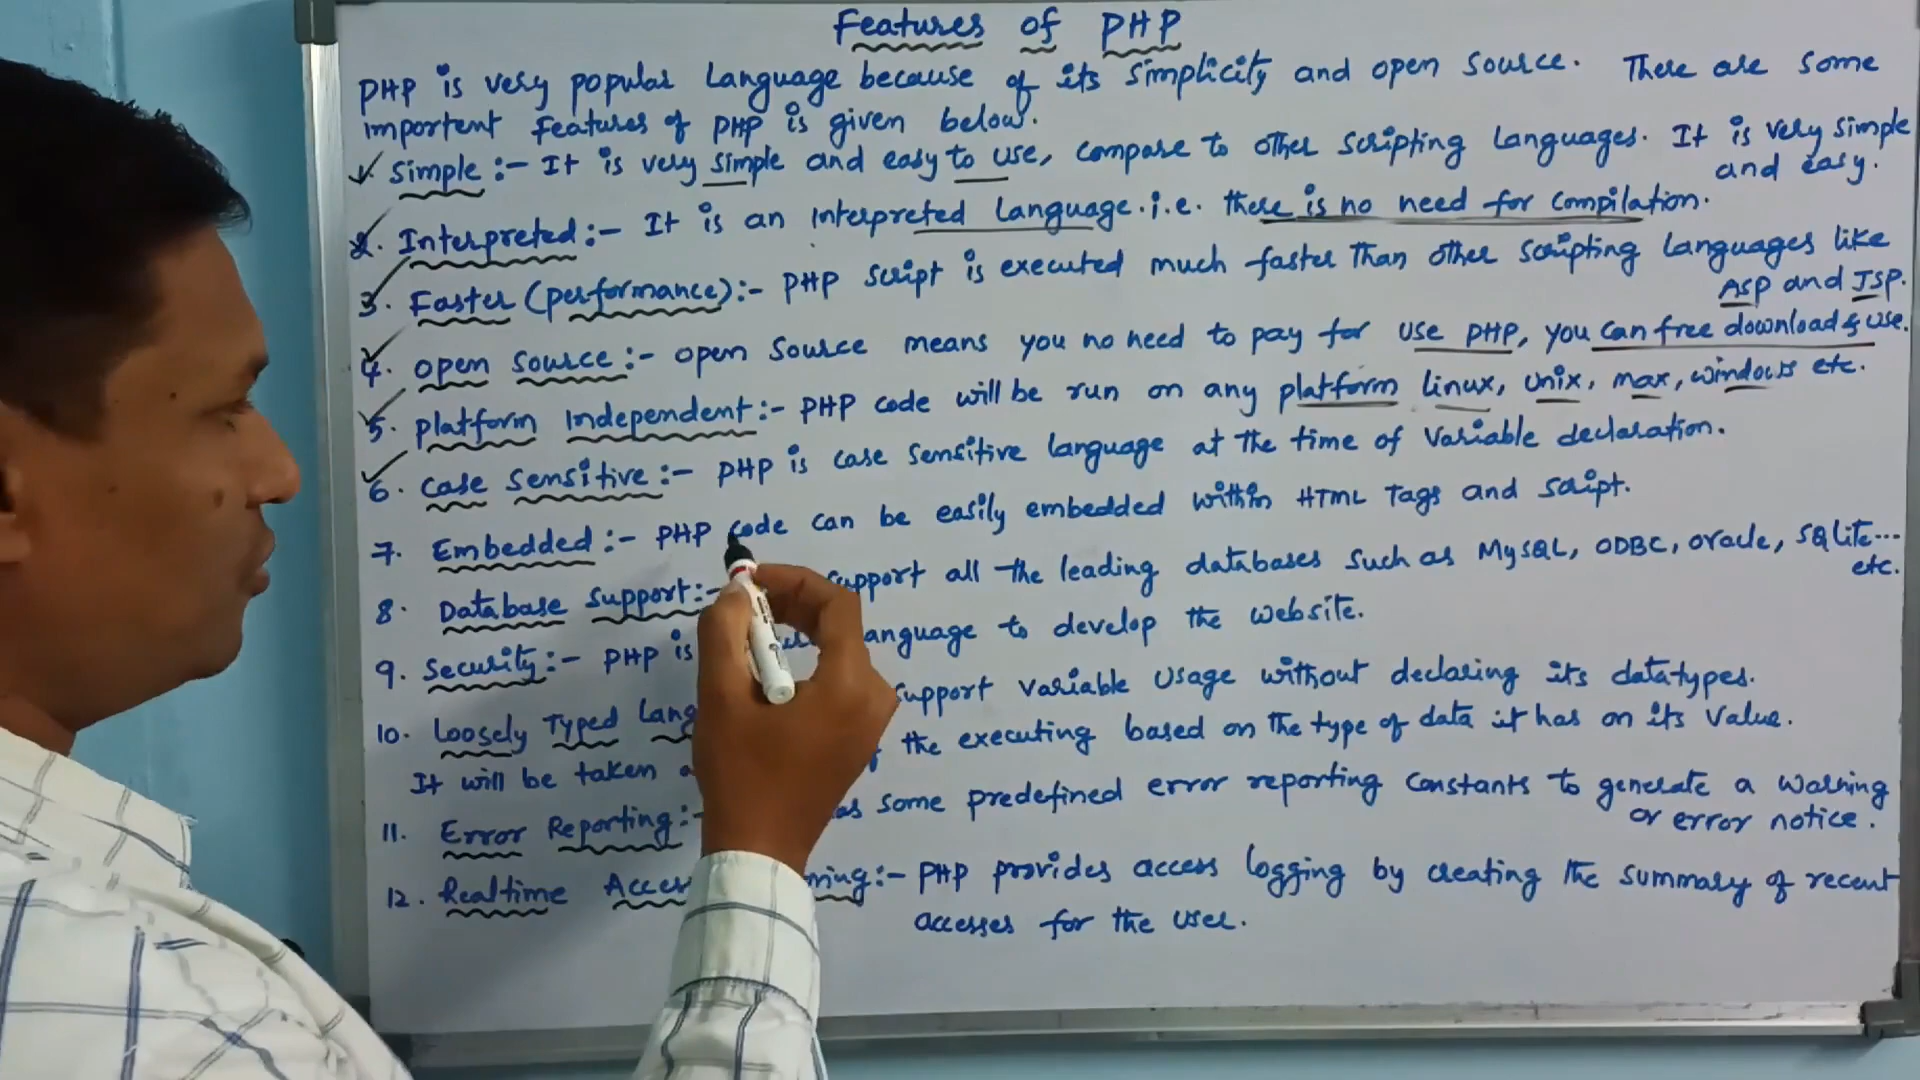 Features of PHP
PHP is very popular Language because of its simplicity and open source. There are some
importent features of PHP is given below.
Simple :- It is very simple and easy to use, compare to other scripting languages. It is very simple
and easy.
2. Interpreted :- It is an interpreted language. i.e. there is no need for compilation.
3. Faster (performance) :- PHP script is executed much faster than other scripting languages like
ASP and JSP.
4. open source :- open source means you no need to pay for use PHP, you can free download & use.
5. platform independent :- PHP code will be run on any platform linux, unix, max, windows etc.
6. case sensitive :- PHP is case sensitive language at the time of variable declaration.
7. Embedded :- PHP code can be easily embedded within HTML tags and script.
8. Database support :- support all the leading databases such as MySQL, ODBC, oracle, SQlite...
etc.
9. Security :- PHP is language to develop the website.
10. Loosely Typed Lang support variable usage without declaring its datatypes.
It will be taken the executing based on the type of data it has on its value.
11. Error Reporting :- has some predefined error reporting constants to generate a warning
or error notice.
12. Realtime Access :- PHP provides access logging by creating the summary of recent
accesses for the user.